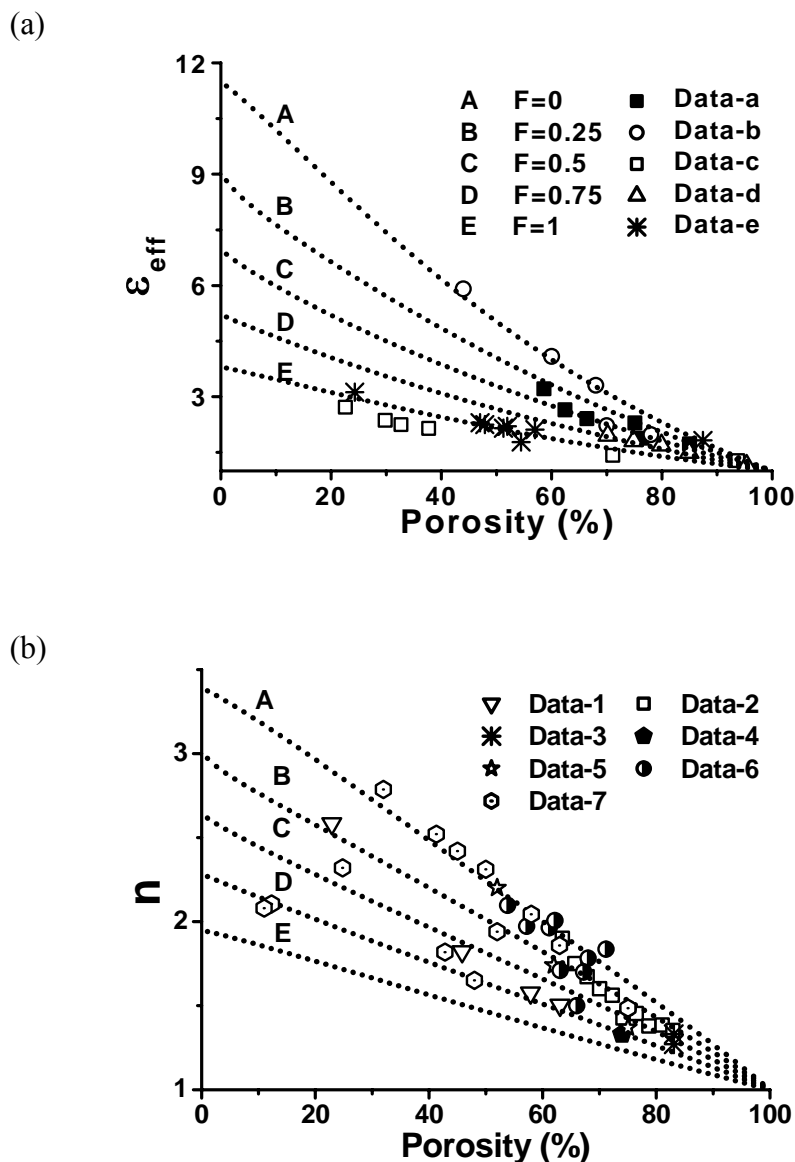 (a)
12
9
6
3
ε eff
A
B
C
D
E
A F=0 Data-a
B F=0.25 Data-b
C F=0.5 Data-c
D F=0.75 Data-d
E F=1 Data-e
0 20 40 60 80 100
Porosity (%)
(b)
3
2
1
n
A
B
C
D
E
Data-1 Data-2
Data-3 Data-4
Data-5 Data-6
Data-7
0 20 40 60 80 100
Porosity (%)